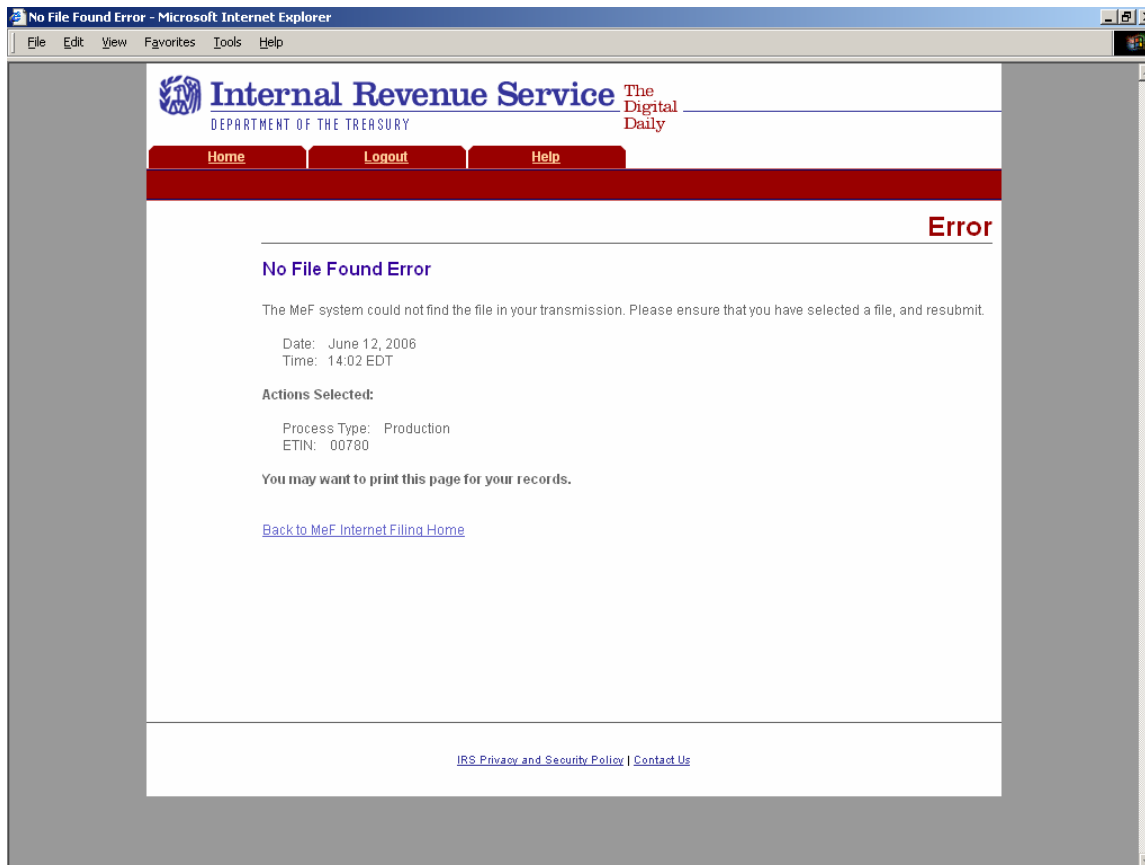 No File Found Error - Microsoft Internet Explorer
File Edit View Favorites Tools Help
Internal Revenue Service
DEPARTMENT OF THE TREASURY
The
Digital
Daily
Home Logout Help
Error
No File Found Error
The MeF system could not find the file in your transmission. Please ensure that you have selected a file, and resubmit.
Date: June 12, 2006
Time: 14:02 EDT
Actions Selected:
Process Type: Production
ETIN: 00780
You may want to print this page for your records.
Back to MeF Internet Filing Home
IRS Privacy and Security Policy | Contact Us